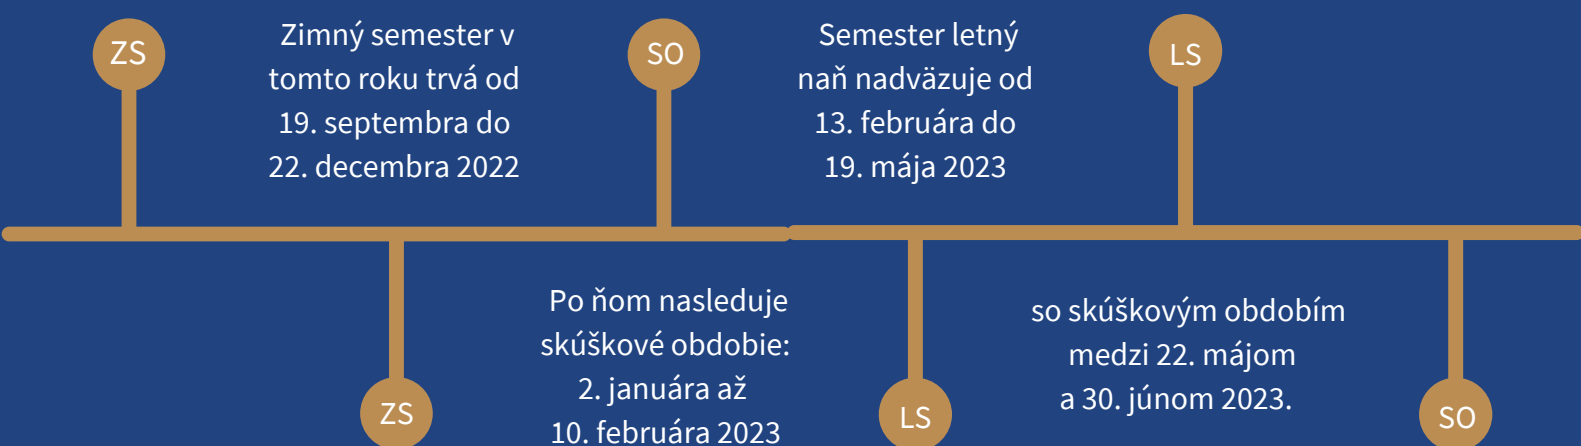 ZS
Zimný semester v
tomto roku trvá od
19. septembra do
22. decembra 2022
SO
Semester letný
naň nadväzuje od
13. februára do
19. mája 2023
LS
ZS
Po ňom nasleduje
skúškové obdobie:
2. januára až
10. februára 2023
LS
so skúškovým obdobím
medzi 22. májom
a 30. júnom 2023.
SO